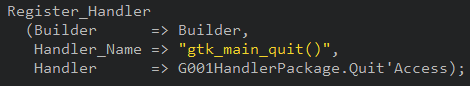 Register_Handler
(Builder => Builder,
Handler_Name => "gtk_main_quit()",
Handler => G001HandlerPackage.Quit'Access);